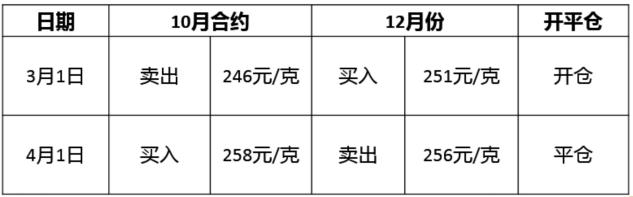 日期 10月合约 12月份 开平仓
3月1日 卖出 246元/克 买入 251元/克 开仓
4月1日 买入 258元/克 卖出 256元/克 平仓